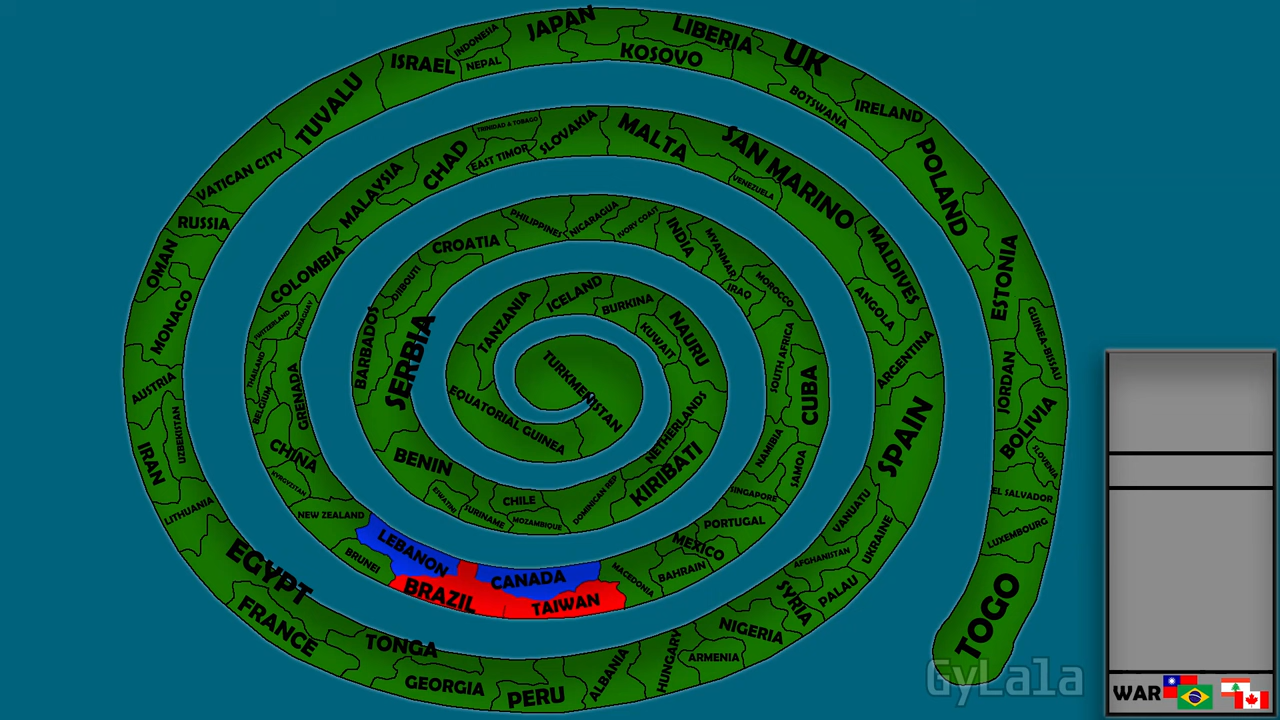 JAPAN
INDONESIA
LIBERIA
UK
ISRAEL
NEPAL
KOSOVO
TUVALU
BOTSWANA
IRELAND
VATICAN CITY
POLAND
RUSSIA
OMAN
MONACO
ESTONIA
GUINEA-BISSAU
AUSTRIA
UZBEKISTAN
JORDAN
BOLIVIA
IRAN
SLOVENIA
LITHUANIA
EL SALVADOR
LUXEMBOURG
EGYPT
TOGO
FRANCE
TONGA
GEORGIA
PERU
ALBANIA
HUNGARY
ARMENIA
NIGERIA
SYRIA
PALAU
UKRAINE
AFGHANISTAN
VANUATU
SPAIN
ARGENTINA
ANGOLA
MALDIVES
SAN MARINO
VENEZUELA
MALTA
SLOVAKIA
TRINIDAD A TOBAGO
EAST TIMOR
CHAD
MALAYSIA
COLOMBIA
SWITZERLAND
PARAGUAY
THAILAND
BELGIUM
GRENADA
CHINA
KYRGYZSTAN
NEW ZEALAND
BRUNEI
LEBANON
BRAZIL
CANADA
TAIWAN
MACEDONIA
BAHRAIN
MEXICO
PORTUGAL
SINGAPORE
SAMOA
NAMIBIA
CUBA
SOUTH AFRICA
MOROCCO
IRAQ
MYANMAR
INDIA
IVORY COAST
NICARAGUA
PHILIPPINES
CROATIA
DJIBOUTI
BARBADOS
SERBIA
BENIN
ESWATINI
SURINAME
CHILE
MOZAMBIQUE
DOMINICAN REP
KIRIBATI
NETHERLANDS
NAURU
KUWAIT
BURKINA
ICELAND
TANZANIA
EQUATORIAL GUINEA
TURKMENISTAN
GyLala
WAR